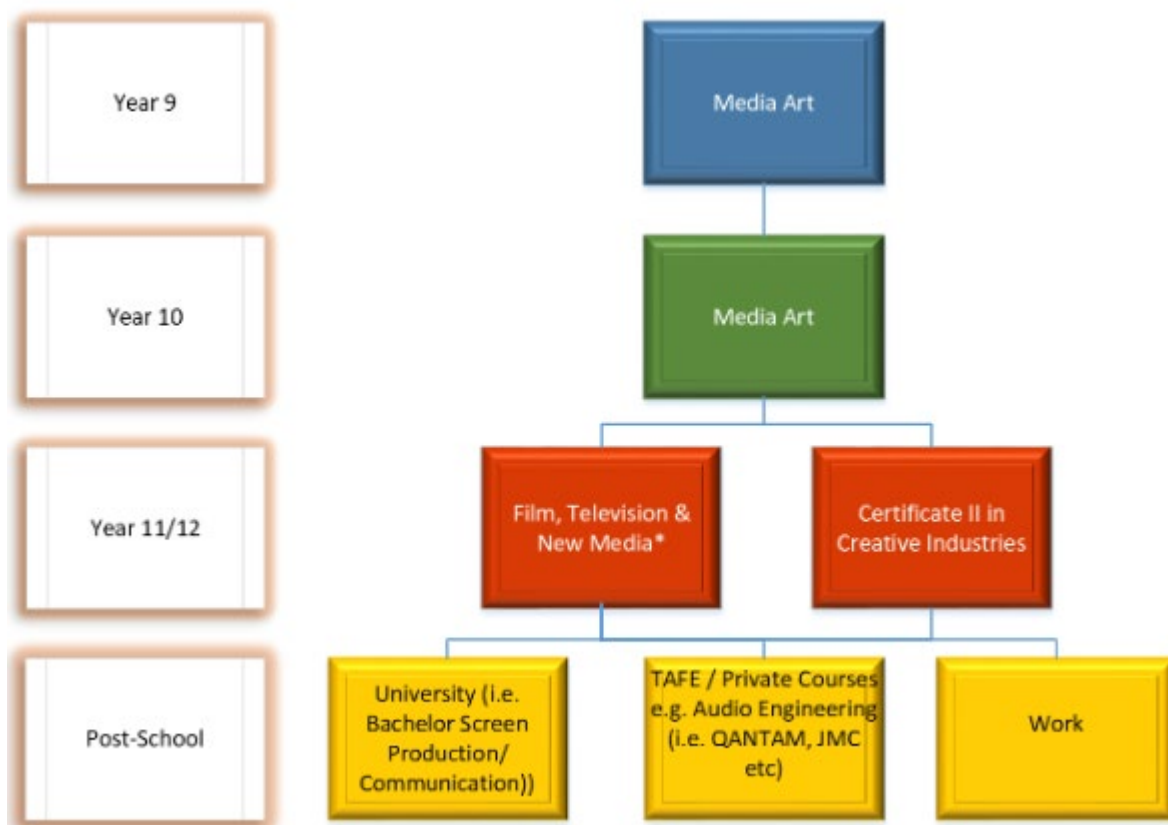 Year 9
Media Art
Year 10
Media Art
Year 11/12
Film, Television &
New Media*
Certificate II in
Creative Industries
Post-School
University (i.e.
Bachelor Screen
Production/
Communication))
TAFE / Private Courses
e.g. Audio Engineering
(i.e. QANTAM, JMC
etc)
Work